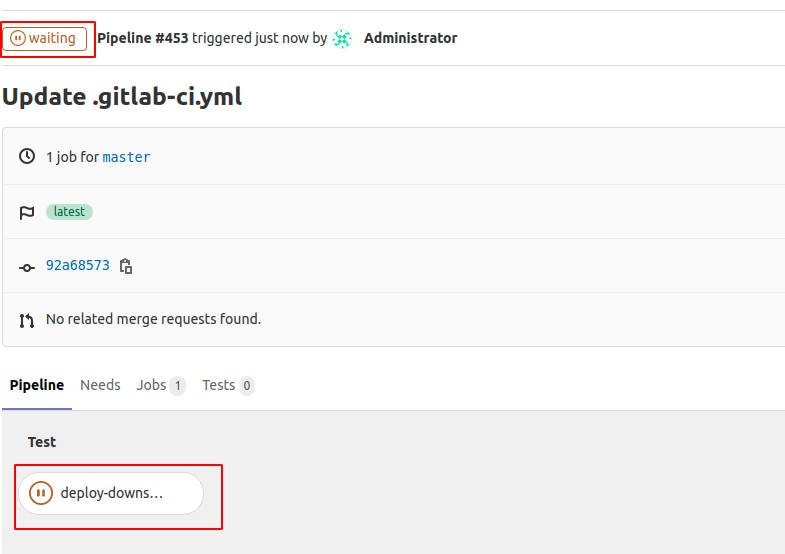 waiting Pipeline #453 triggered just now by Administrator
Update .gitlab-ci.yml
1 job for master
latest
92a68573
No related merge requests found.
Pipeline Needs Jobs 1 Tests 0
Test
deploy-downs...